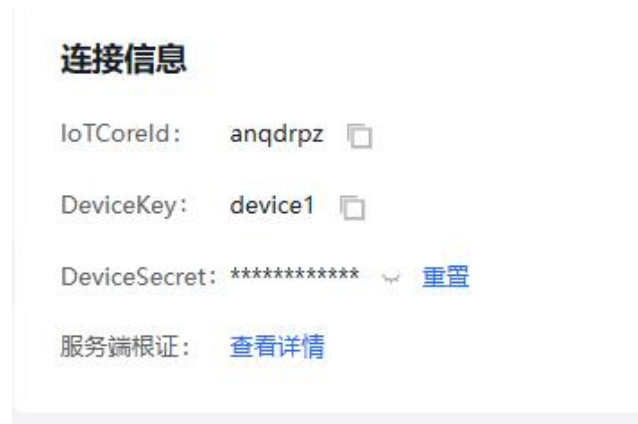 连接信息
IoTCoreId： anqdrpz
DeviceKey： device1
DeviceSecret： ************ 重置
服务端根证： 查看详情